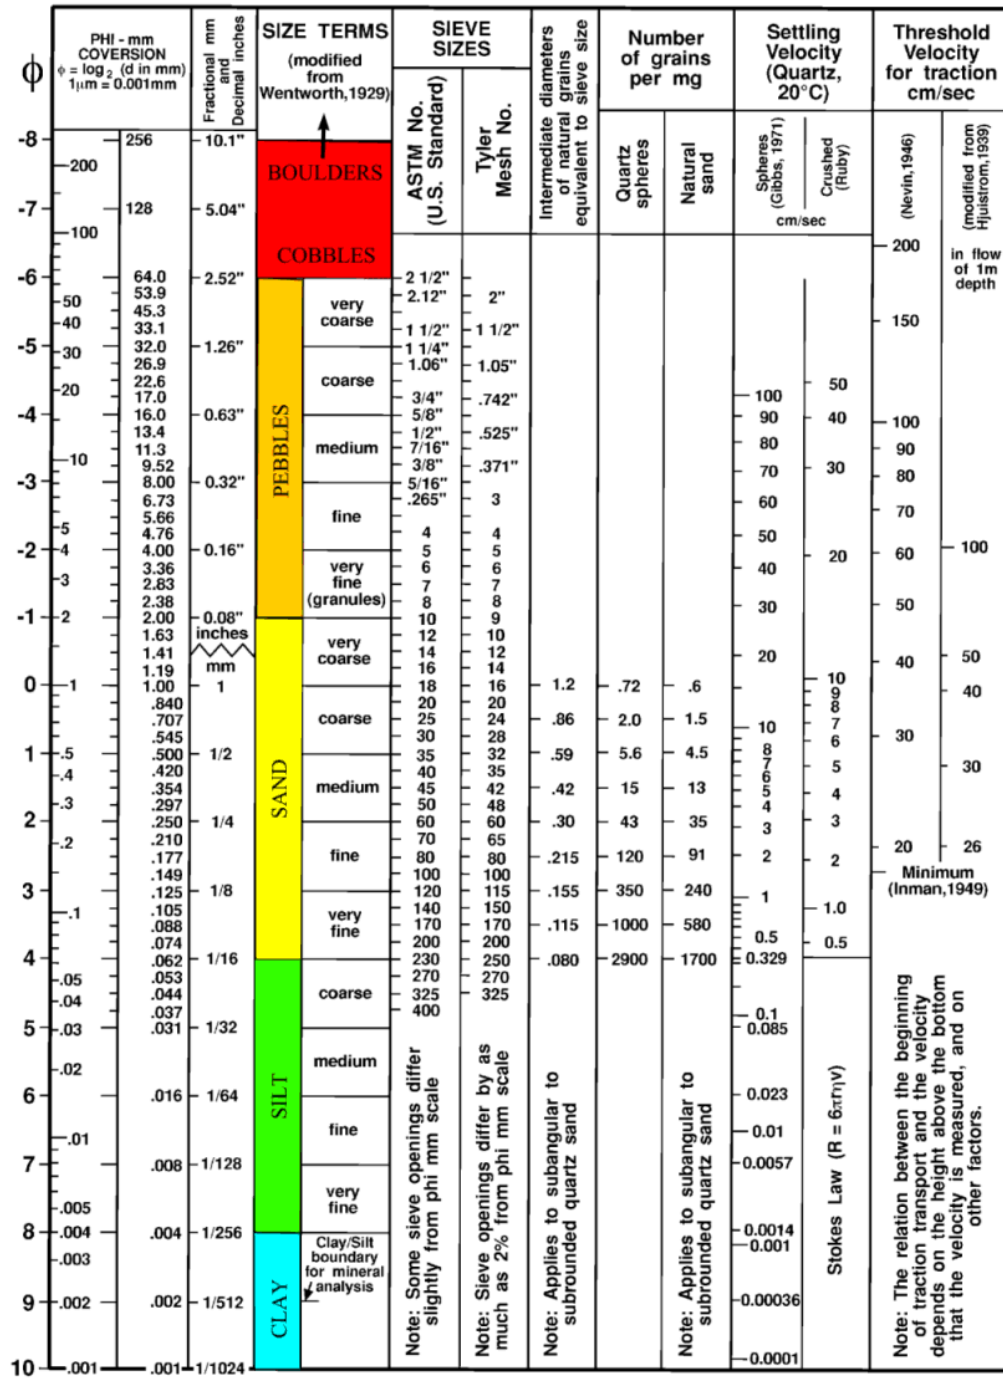 PHI - mm
COVERSION
ϕ = log₂ (d in mm)
1μm = 0.001mm
Fractional mm
and
Decimal inches
SIZE TERMS
(modified
from
Wentworth,1929)
SIEVE
SIZES
ASTM No.
(U.S. Standard)
Tyler
Mesh No.
Intermediate diameters
of natural grains
equivalent to sieve size
Number
of grains
per mg
Quartz
spheres
Natural
sand
Settling
Velocity
(Quartz,
20°C)
Spheres
(Gibbs, 1971)
Crushed
(Ruby)
cm/sec
Threshold
Velocity
for traction
cm/sec
(Nevin,1946)
(modified from
Hjuistrom,1939)
in flow
of 1m
depth
ϕ
-8
-7
-6
-5
-4
-3
-2
-1
0
1
2
3
4
5
6
7
8
9
10
200
100
50
40
30
20
10
5
4
3
2
1
.5
.4
.3
.2
.1
.05
.04
.03
.02
.01
.005
.004
.003
.002
.001
256
128
64.0
53.9
45.3
33.1
32.0
26.9
22.6
17.0
16.0
13.4
11.3
9.52
8.00
6.73
5.66
4.76
4.00
3.36
2.83
2.38
2.00
1.63
1.41
1.19
1.00
.840
.707
.545
.500
.420
.354
.297
.250
.210
.177
.149
.125
.105
.088
.074
.062
.053
.044
.037
.031
.016
.008
.004
.002
.001
10.1"
5.04"
2.52"
1.26"
0.63"
0.32"
0.16"
0.08"
inches
mm
1
1/2
1/4
1/8
1/16
1/32
1/64
1/128
1/256
1/512
1/1024
BOULDERS
COBBLES
PEBBLES
SAND
SILT
CLAY
very
coarse
coarse
medium
fine
very
fine
(granules)
very
coarse
coarse
medium
fine
very
fine
coarse
medium
fine
very
fine
Clay/Silt
boundary
for mineral
analysis
2 1/2"
2.12"
1 1/2"
1 1/4"
1.06"
3/4"
5/8"
1/2"
7/16"
3/8"
5/16"
.265"
4
5
6
7
8
10
12
14
16
18
20
25
30
35
40
45
50
60
70
80
100
120
140
170
200
230
270
325
400
Note: Some sieve openings differ
slightly from phi mm scale
2"
1 1/2"
1.05"
.742"
.525"
.371"
3
4
5
6
7
8
9
10
12
14
16
20
24
28
32
35
42
48
60
65
80
100
115
150
170
200
250
270
325
Note: Sieve openings differ by as
much as 2% from phi mm scale
1.2
.86
.59
.42
.30
.215
.155
.115
.080
Note: Applies to subangular to
subrounded quartz sand
.72
2.0
5.6
15
43
120
350
1000
2900
.6
1.5
4.5
13
35
91
240
580
1700
Note: Applies to subangular to
subrounded quartz sand
100
90
80
70
60
50
40
30
20
10
8
7
6
5
4
3
2
1
0.5
0.329
0.1
0.085
0.023
0.01
0.0057
0.0014
0.001
0.00036
0.0001
50
40
30
20
10
9
8
7
6
5
4
3
2
1.0
0.5
Stokes Law (R = 6πrηv)
200
150
100
90
80
70
60
50
40
30
20
100
50
40
30
26
Minimum
(Inman,1949)
Note: The relation between the beginning
of traction transport and the velocity
depends on the height above the bottom
that the velocity is measured, and on
other factors.